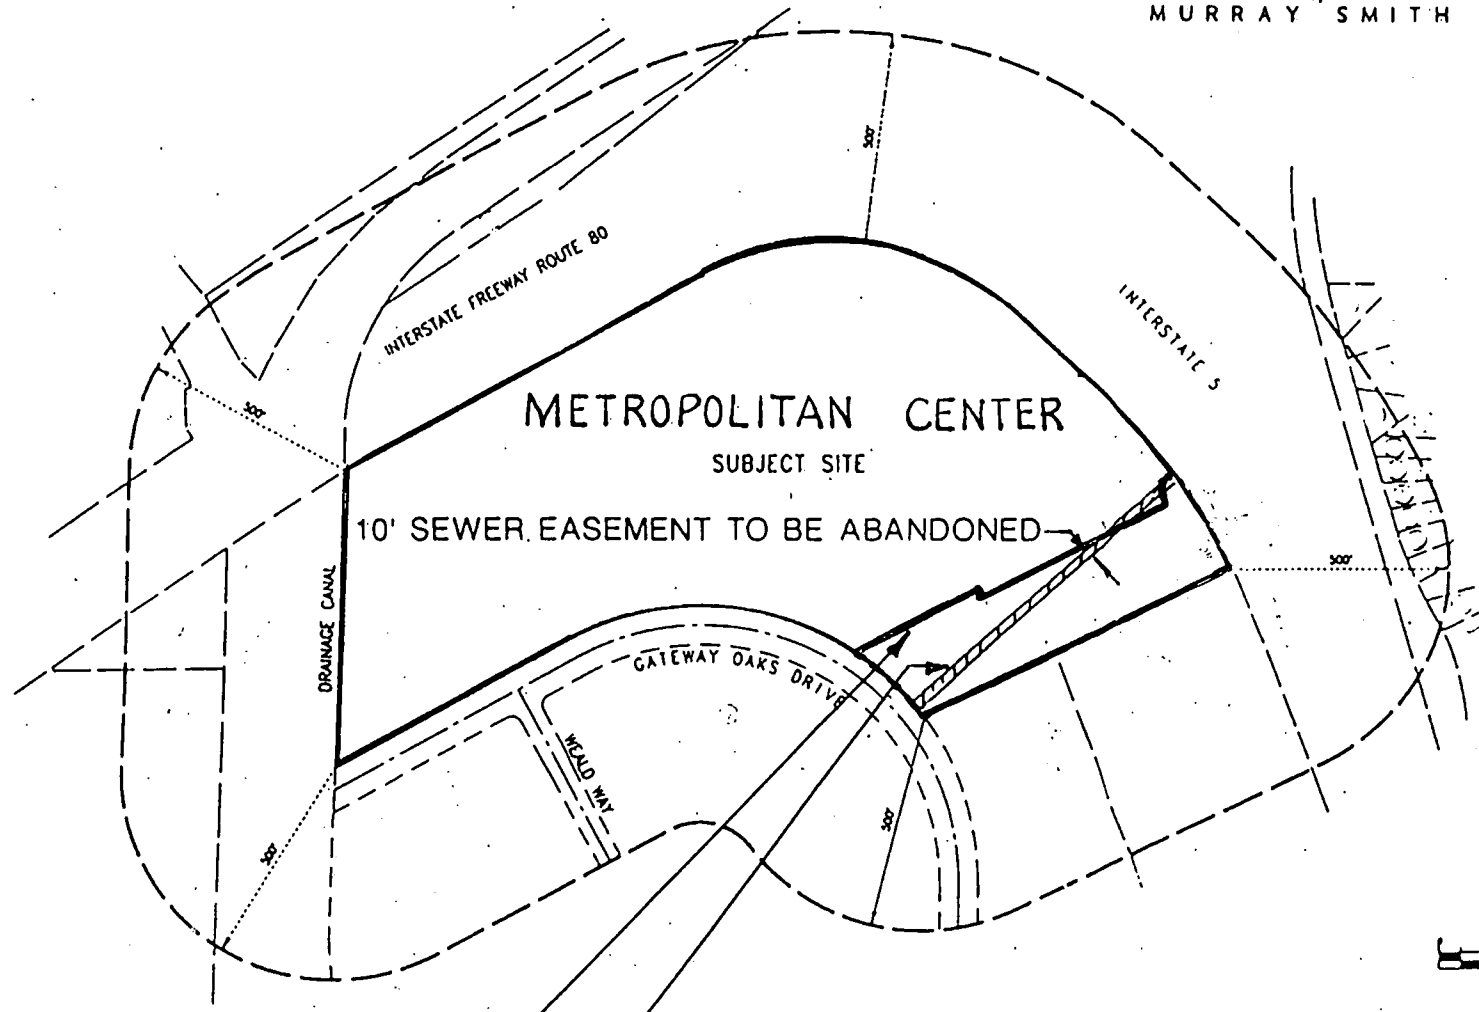 MURRAY SMITH
500'
INTERSTATE FREEWAY ROUTE 80
INTERSTATE 5
500'
METROPOLITAN CENTER
SUBJECT SITE
10' SEWER EASEMENT TO BE ABANDONED
500'
DRAINAGE CANAL
GATEWAY OAKS DRIVE
WEALD WAY
500'
500'